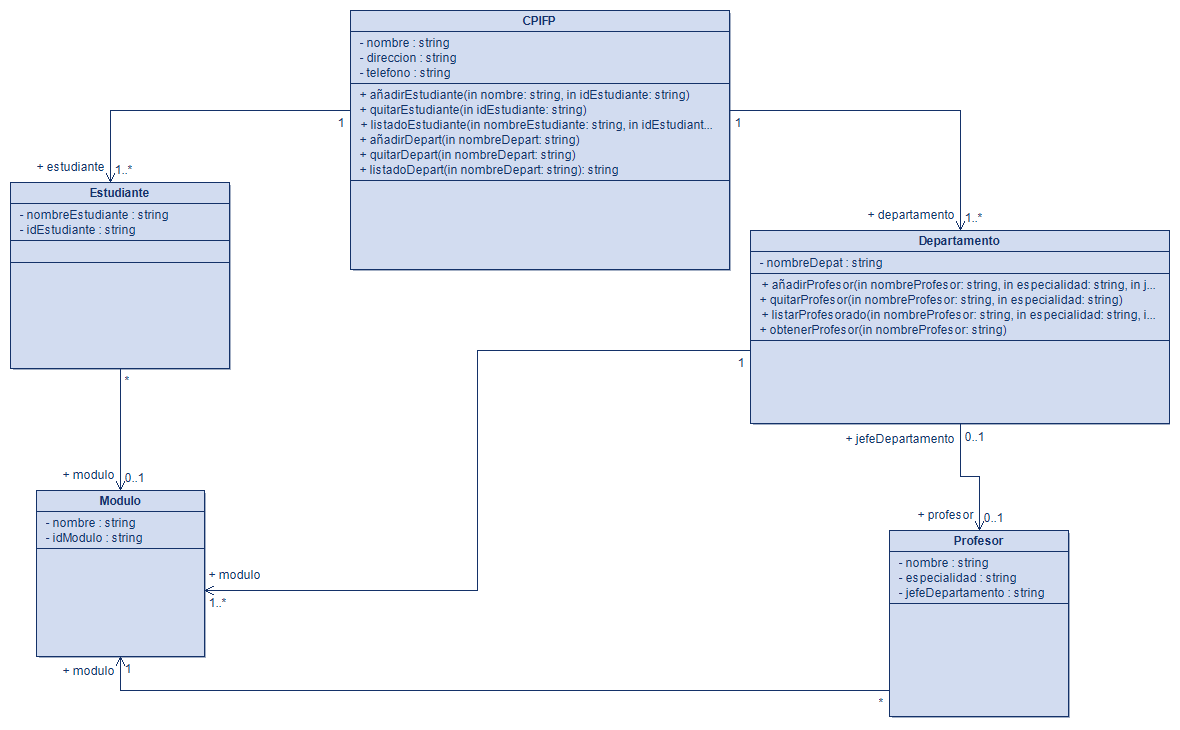 CPIFP
- nombre : string
- direccion : string
- telefono : string
+ añadirEstudiante(in nombre: string, in idEstudiante: string)
+ quitarEstudiante(in idEstudiante: string)
+ listadoEstudiante(in nombreEstudiante: string, in idEstudiant...
+ añadirDepart(in nombreDepart: string)
+ quitarDepart(in nombreDepart: string)
+ listadoDepart(in nombreDepart: string): string
1
1
+ estudiante
1..*
Estudiante
- nombreEstudiante : string
- idEstudiante : string
+ departamento
1..*
Departamento
- nombreDepat : string
+ añadirProfesor(in nombreProfesor: string, in especialidad: string, in j...
+ quitarProfesor(in nombreProfesor: string, in especialidad: string)
+ listarProfesorado(in nombreProfesor: string, in especialidad: string, i...
+ obtenerProfesor(in nombreProfesor: string)
1
*
+ jefeDepartamento
0..1
+ modulo
0..1
Modulo
- nombre : string
- idModulo : string
+ profesor
0..1
Profesor
- nombre : string
- especialidad : string
- jefeDepartamento : string
+ modulo
1..*
+ modulo
1
*